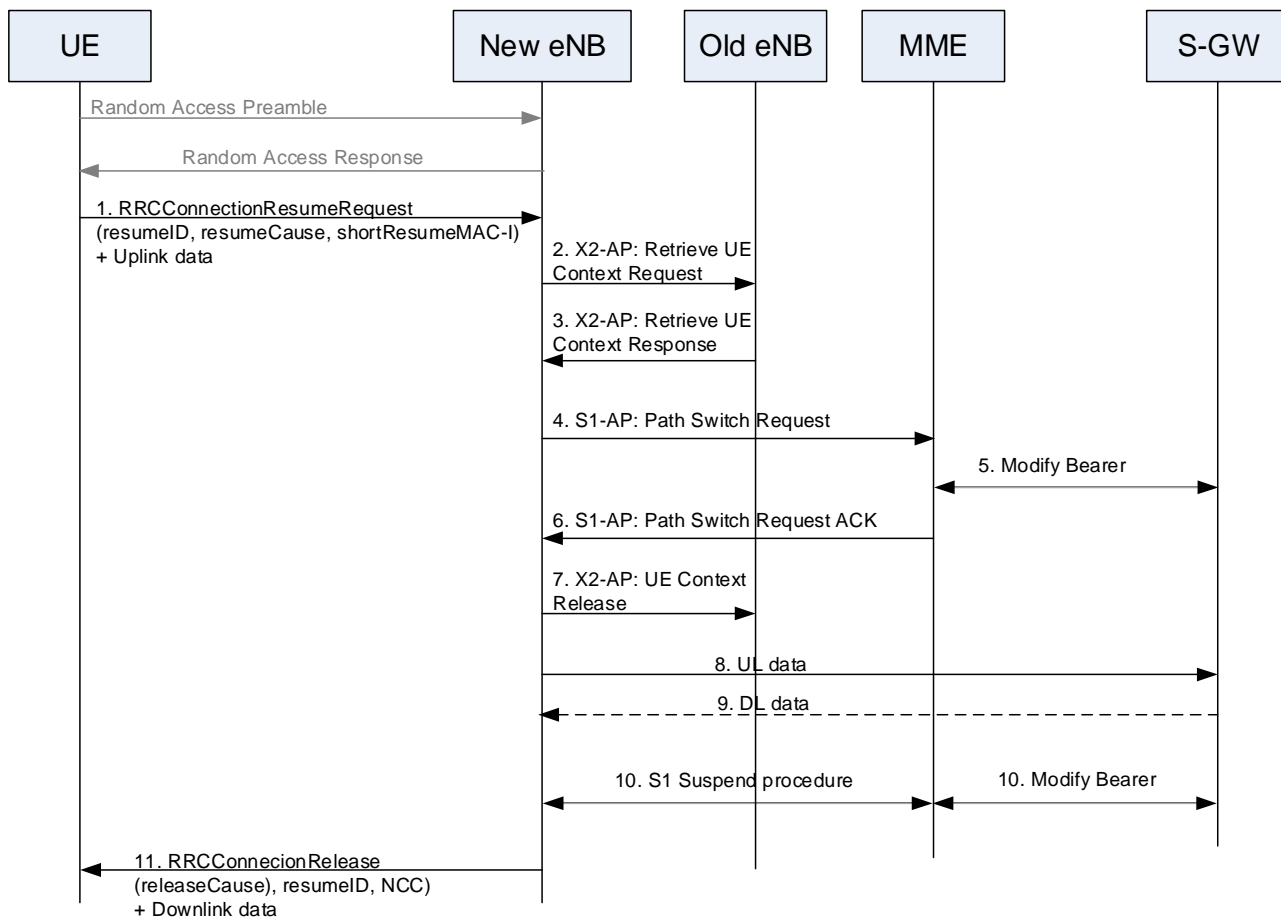 UE
New eNB
Old eNB
MME
S-GW
Random Access Preamble
Random Access Response
1. RRCConnectionResumeRequest
(resumeID, resumeCause, shortResumeMAC-I)
+ Uplink data
2. X2-AP: Retrieve UE
Context Request
3. X2-AP: Retrieve UE
Context Response
4. S1-AP: Path Switch Request
5. Modify Bearer
6. S1-AP: Path Switch Request ACK
7. X2-AP: UE Context
Release
8. UL data
9. DL data
10. S1 Suspend procedure
10. Modify Bearer
11. RRCConnecionRelease
(releaseCause), resumeID, NCC)
+ Downlink data